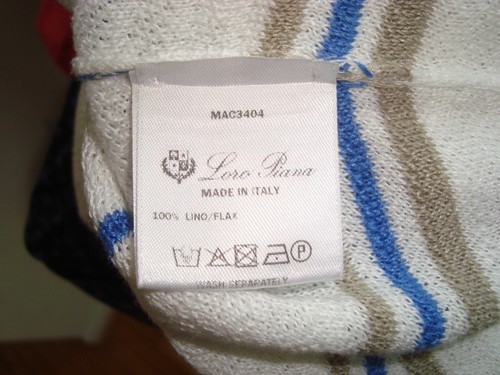 MAC3404
Loro Piana
MADE IN ITALY
100% LINO/FLAX
P
WASH SEPARATELY